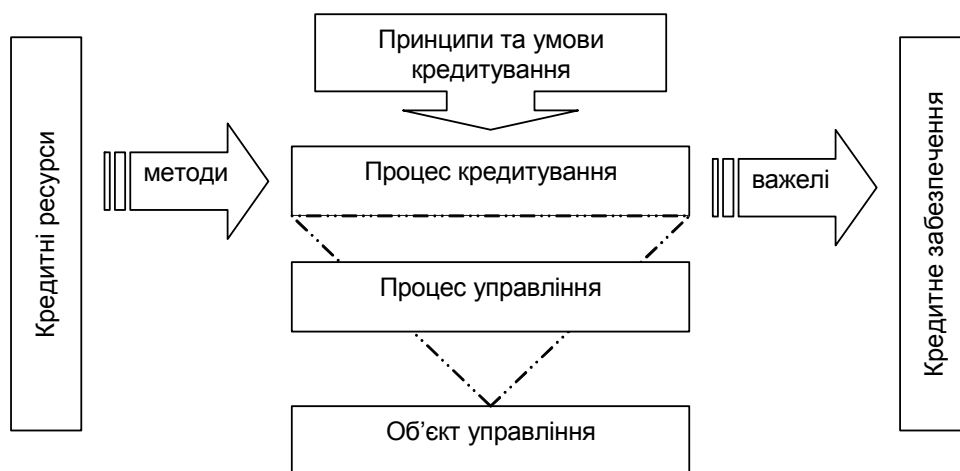 Кредитні ресурси
методи
Принципи та умови
кредитування
Процес кредитування
Процес управління
Об’єкт управління
важелі
Кредитне забезпечення